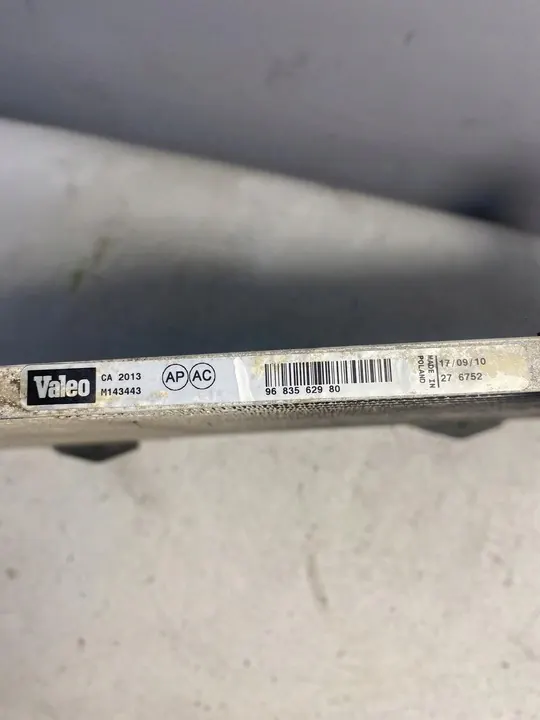 Valeo
CA 2013
M143443
AP AC
96 835 629 80
MADE IN
POLAND
17/09/10
27 6752